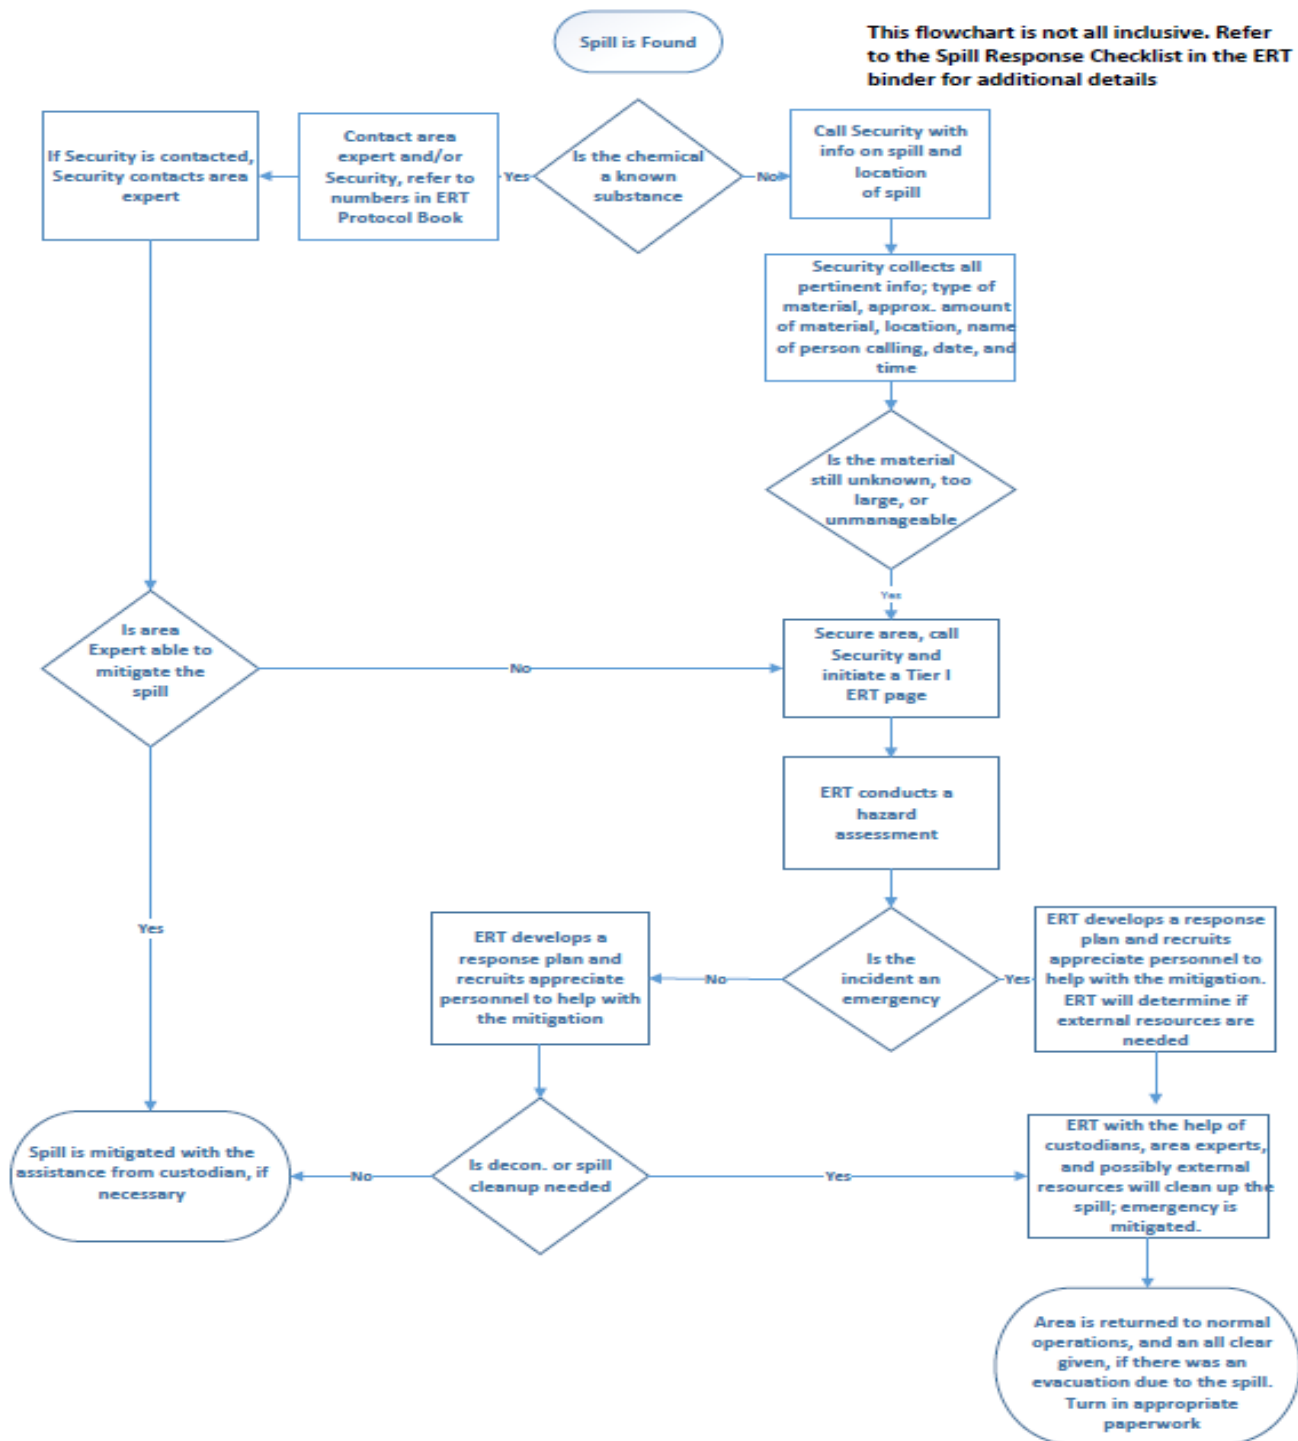 Spill is Found
This flowchart is not all inclusive. Refer
to the Spill Response Checklist in the ERT
binder for additional details
If Security is contacted,
Security contacts area
expert
Contact area
expert and/or
Security, refer to
numbers in ERT
Protocol Book
Yes
Is the chemical
a known
substance
No
Call Security with
info on spill and
location
of spill
Security collects all
pertinent info; type of
material, approx. amount
of material, location, name
of person calling, date, and
time
Is the material
still unknown, too
large, or
unmanageable
Yes
Is area
Expert able to
mitigate the
spill
No
Secure area, call
Security and
initiate a Tier I
ERT page
ERT conducts a
hazard
assessment
Yes
ERT develops a
response plan and
recruits appreciate
personnel to help with
the mitigation
No
Is the
incident an
emergency
Yes
ERT develops a response
plan and recruits
appreciate personnel to
help with the mitigation.
ERT will determine if
external resources are
needed
Spill is mitigated with the
assistance from custodian, if
necessary
No
Is decon. or spill
cleanup needed
Yes
ERT with the help of
custodians, area experts,
and possibly external
resources will clean up the
spill; emergency is
mitigated.
Area is returned to normal
operations, and an all clear
given, if there was an
evacuation due to the spill.
Turn in appropriate
paperwork